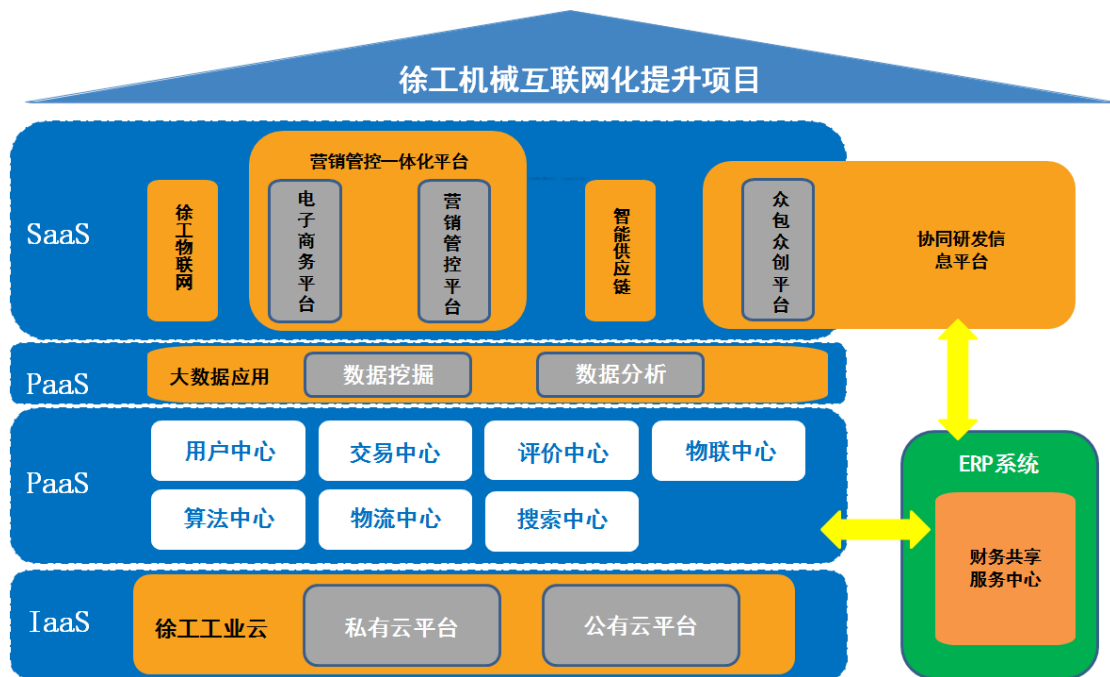 徐工机械互联网化提升项目
SaaS
徐工物联网
营销管控一体化平台
电子商务平台
营销管控平台
智能供应链
众包众创平台
协同研发信
息平台
PaaS
大数据应用
数据挖掘
数据分析
PaaS
用户中心
交易中心
评价中心
物联中心
算法中心
物流中心
搜索中心
ERP系统
财务共享
服务中心
IaaS
徐工工业云
私有云平台
公有云平台